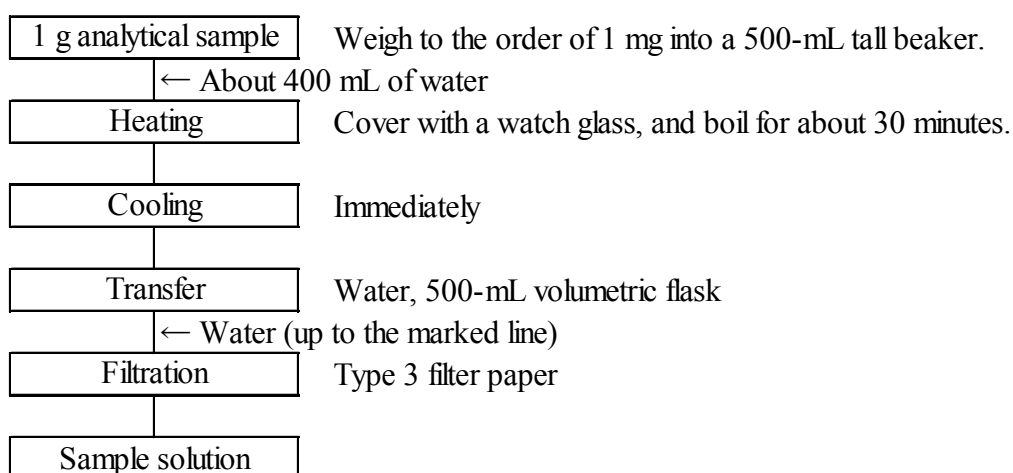 1 g analytical sample Weigh to the order of 1 mg into a 500-mL tall beaker.
← About 400 mL of water
Heating Cover with a watch glass, and boil for about 30 minutes.
Cooling Immediately
Transfer Water, 500-mL volumetric flask
← Water (up to the marked line)
Filtration Type 3 filter paper
Sample solution